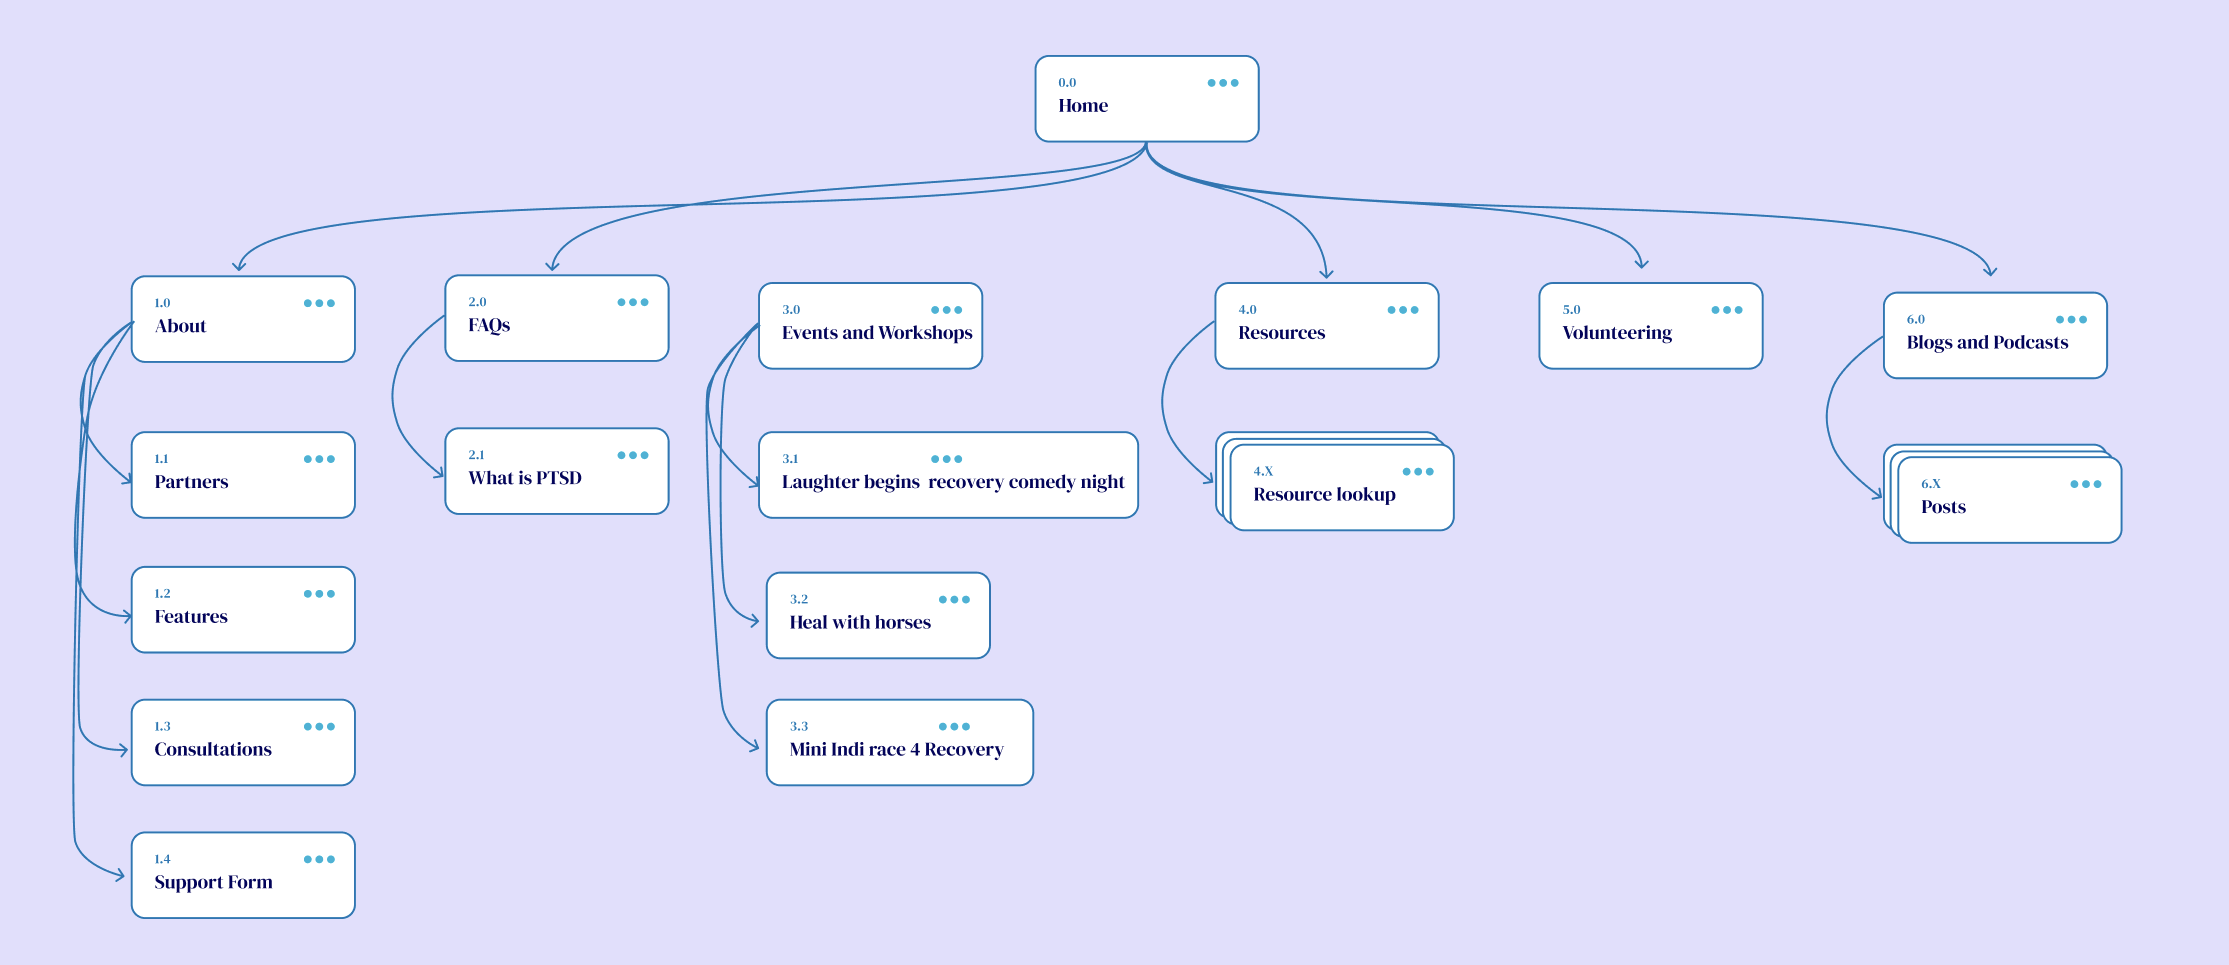 0.0
Home
1.0
About
2.0
FAQs
3.0
Events and Workshops
4.0
Resources
5.0
Volunteering
6.0
Blogs and Podcasts
1.1
Partners
2.1
What is PTSD
3.1
Laughter begins  recovery comedy night
4.X
Resource lookup
6.X
Posts
1.2
Features
3.2
Heal with horses
1.3
Consultations
3.3
Mini Indi race 4 Recovery
1.4
Support Form